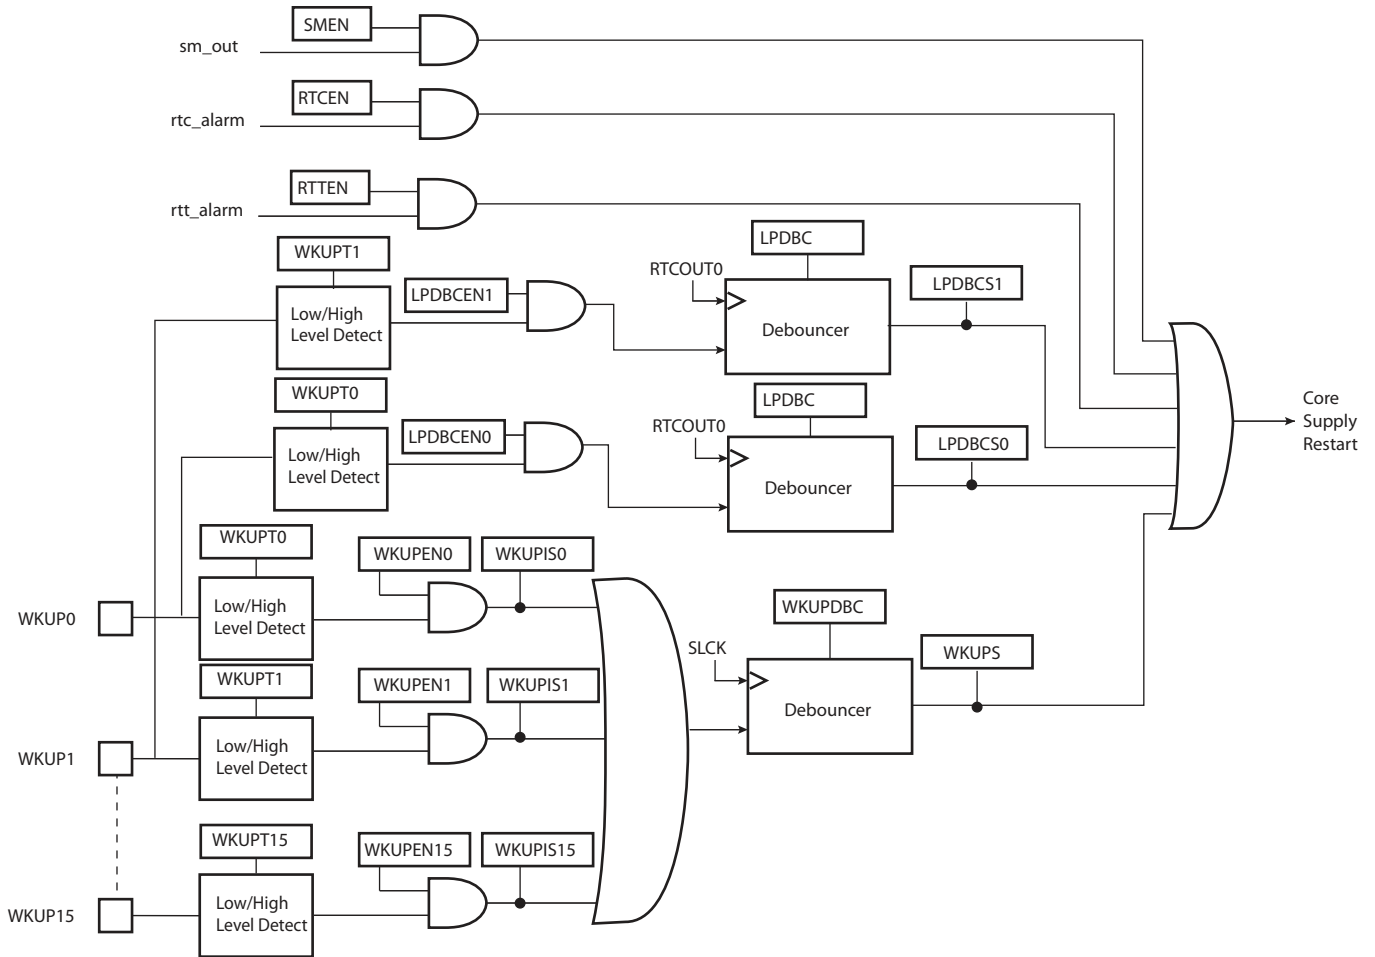 SMEN
sm_out
RTCEN
rtc_alarm
RTTEN
rtt_alarm
WKUPT1
Low/High
Level Detect
LPDBCEN1
RTCOUT0
LPDBC
Debouncer
LPDBCS1
WKUPT0
Low/High
Level Detect
LPDBCEN0
RTCOUT0
LPDBC
Debouncer
LPDBCS0
Core
Supply
Restart
WKUPT0
WKUP0
Low/High
Level Detect
WKUPEN0
WKUPIS0
WKUPT1
WKUP1
Low/High
Level Detect
WKUPEN1
WKUPIS1
SLCK
WKUPDBC
Debouncer
WKUPS
WKUPT15
WKUP15
Low/High
Level Detect
WKUPEN15
WKUPIS15